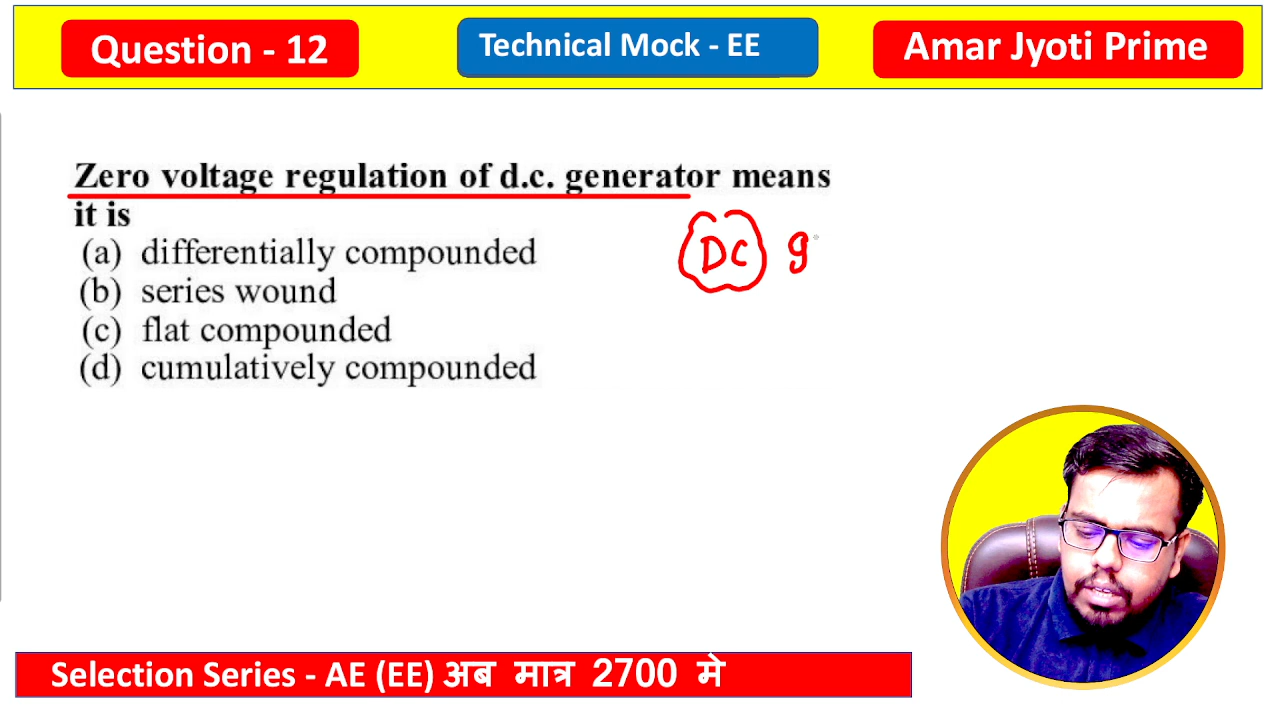 Question - 12
Technical Mock - EE
Amar Jyoti Prime
Zero voltage regulation of d.c. generator means
it is
(a) differentially compounded
(b) series wound
(c) flat compounded
(d) cumulatively compounded
DC g
Selection Series - AE (EE) अब मात्र 2700 मे